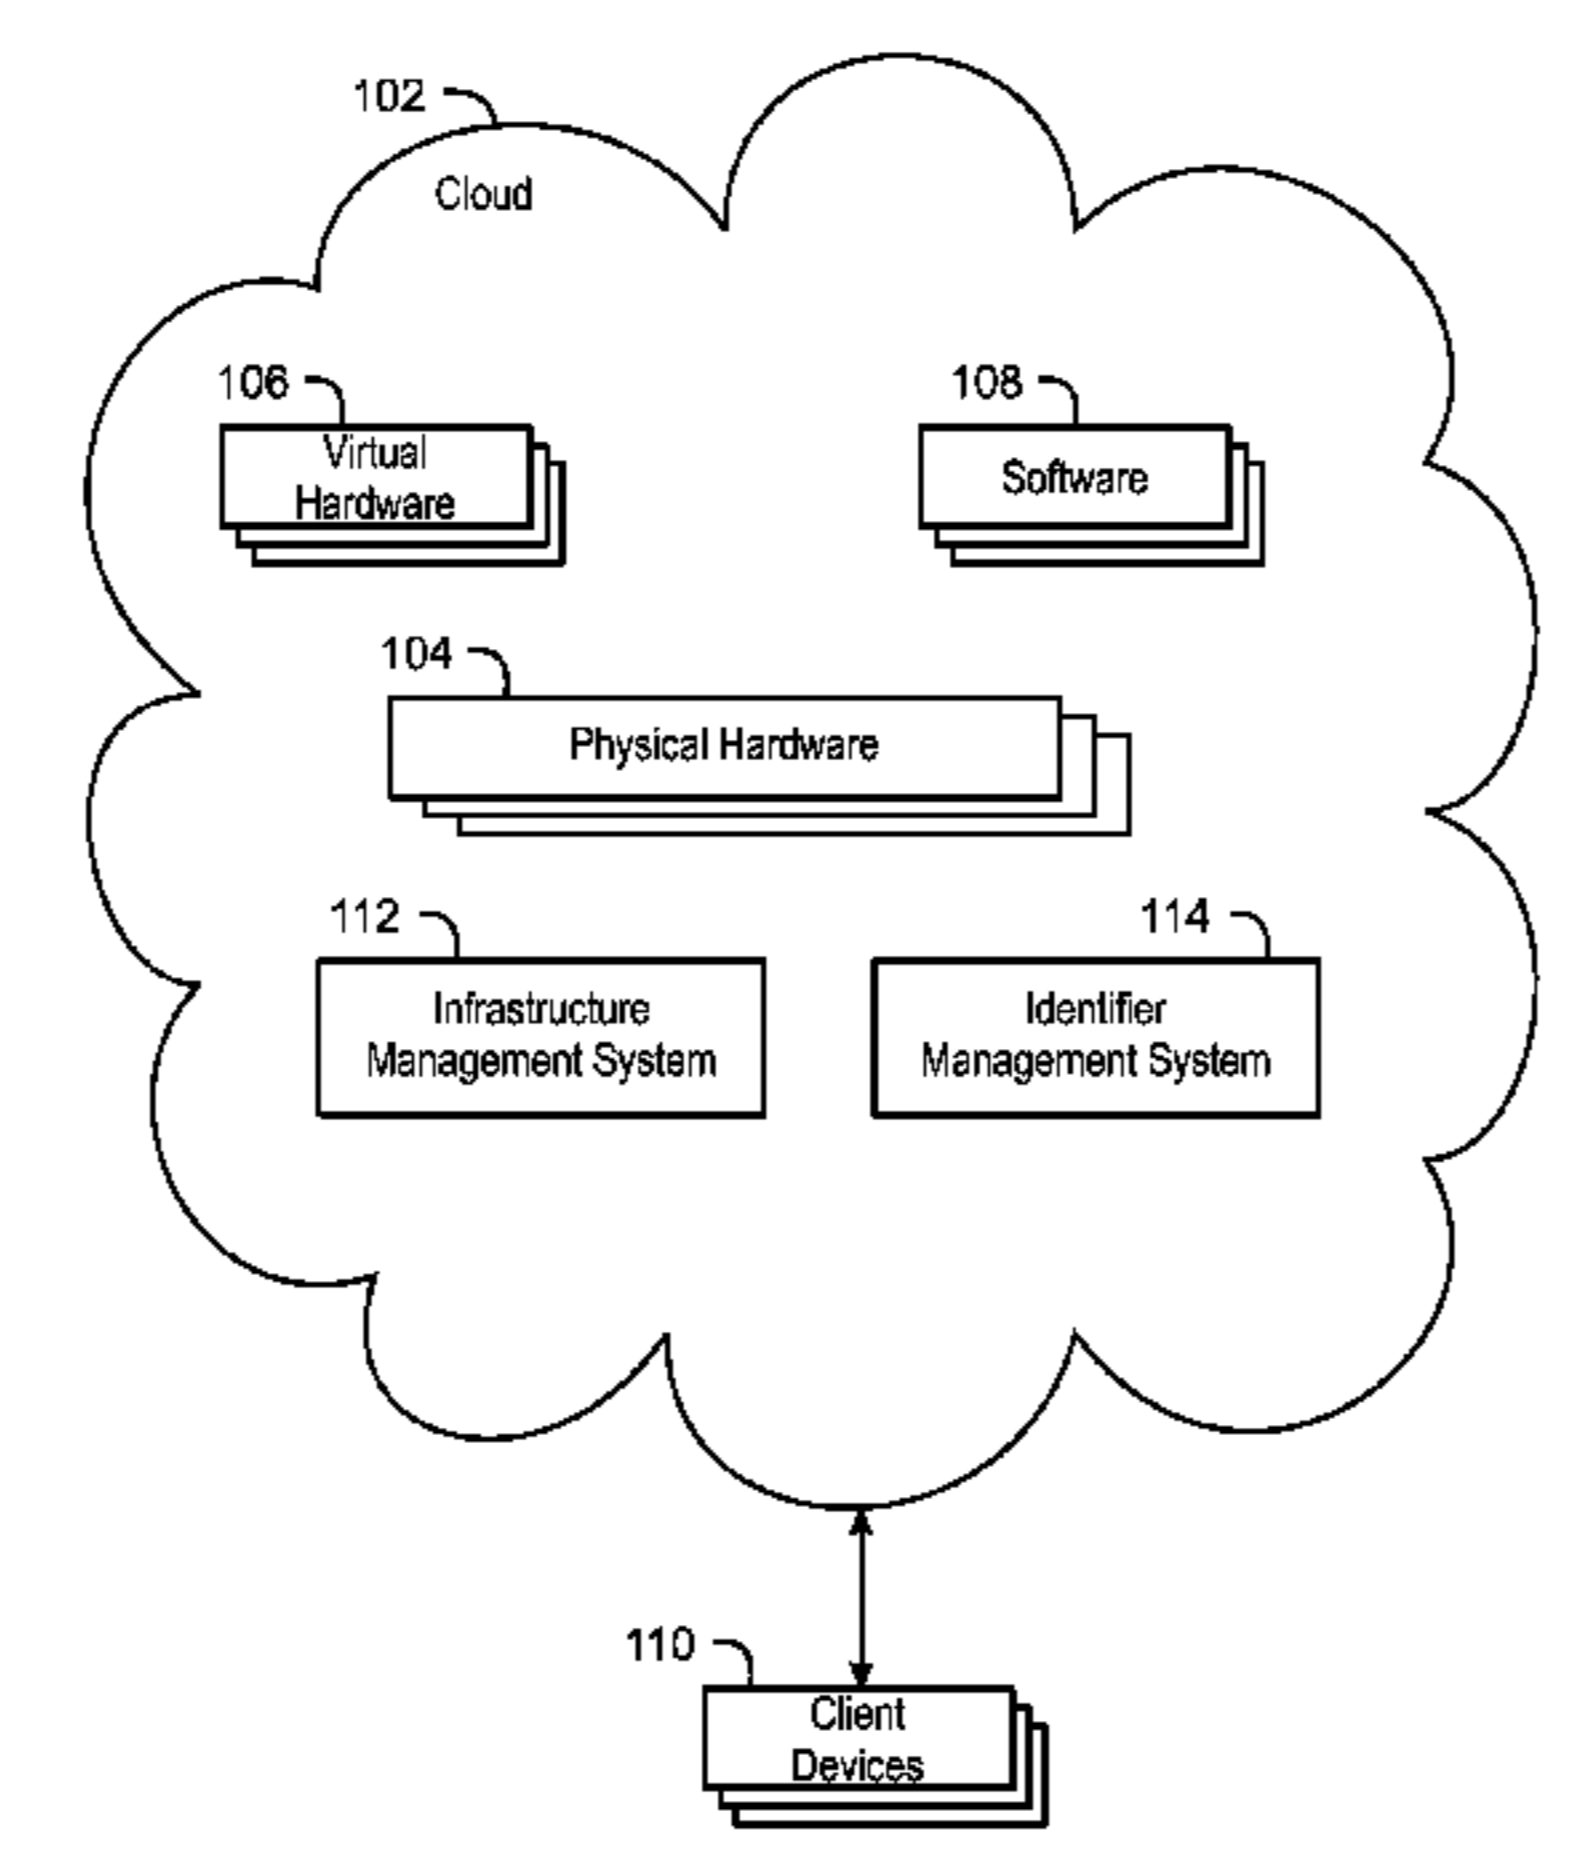 102
Cloud
106
108
Virtual
Hardware
Software
104
Physical Hardware
112
114
Infrastructure
Management System
Identifier
Management System
110
Client
Devices